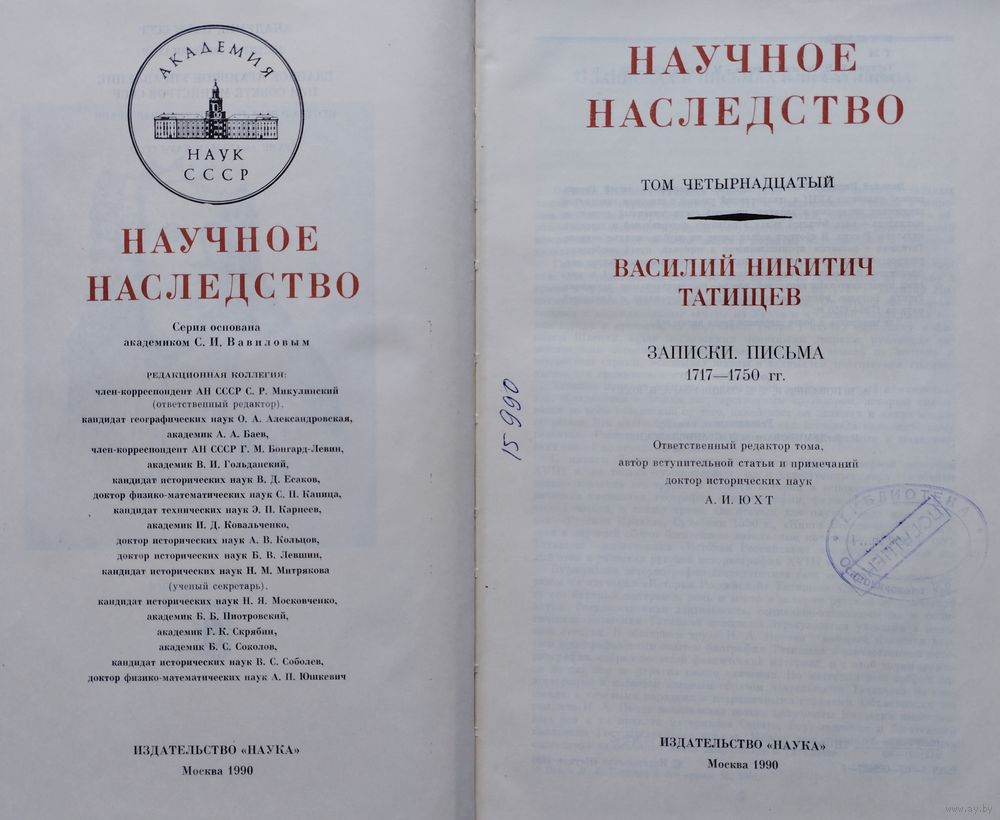 АКАДЕМИЯ
НАУК
СССР
НАУЧНОЕ
НАСЛЕДСТВО
Серия основана
академиком С. И. Вавиловым
РЕДАКЦИОННАЯ КОЛЛЕГИЯ:
член-корреспондент АН СССР С. Р. Микулинский
(ответственный редактор),
кандидат географических наук О. А. Александровская,
академик А. А. Баев,
член-корреспондент АН СССР Г. М. Бонгард-Левин,
академик В. И. Гольданский,
кандидат исторических наук В. Д. Есаков,
доктор физико-математических наук С. П. Капица,
кандидат технических наук Э. П. Карпеев,
академик И. Д. Ковальченко,
доктор исторических наук А. В. Кольцов,
доктор исторических наук Б. В. Левшин,
кандидат исторических наук Н. М. Митрякова
(ученый секретарь),
кандидат исторических наук Н. Я. Московченко,
академик Б. Б. Пиотровский,
академик Г. К. Скрябин,
академик Б. С. Соколов,
кандидат исторических наук В. С. Соболев,
доктор физико-математических наук А. П. Юшкевич
ИЗДАТЕЛЬСТВО «НАУКА»
Москва 1990
НАУЧНОЕ
НАСЛЕДСТВО
ТОМ ЧЕТЫРНАДЦАТЫЙ
ВАСИЛИЙ НИКИТИЧ
ТАТИЩЕВ
ЗАПИСКИ. ПИСЬМА
1717—1750 гг.
15990
Ответственный редактор тома,
автор вступительной статьи и примечаний
доктор исторических наук
А. И. ЮХТ
БИБЛИОТЕКА
ПОГАШЕН
ИЗДАТЕЛЬСТВО «НАУКА»
Москва 1990
www.ay.by